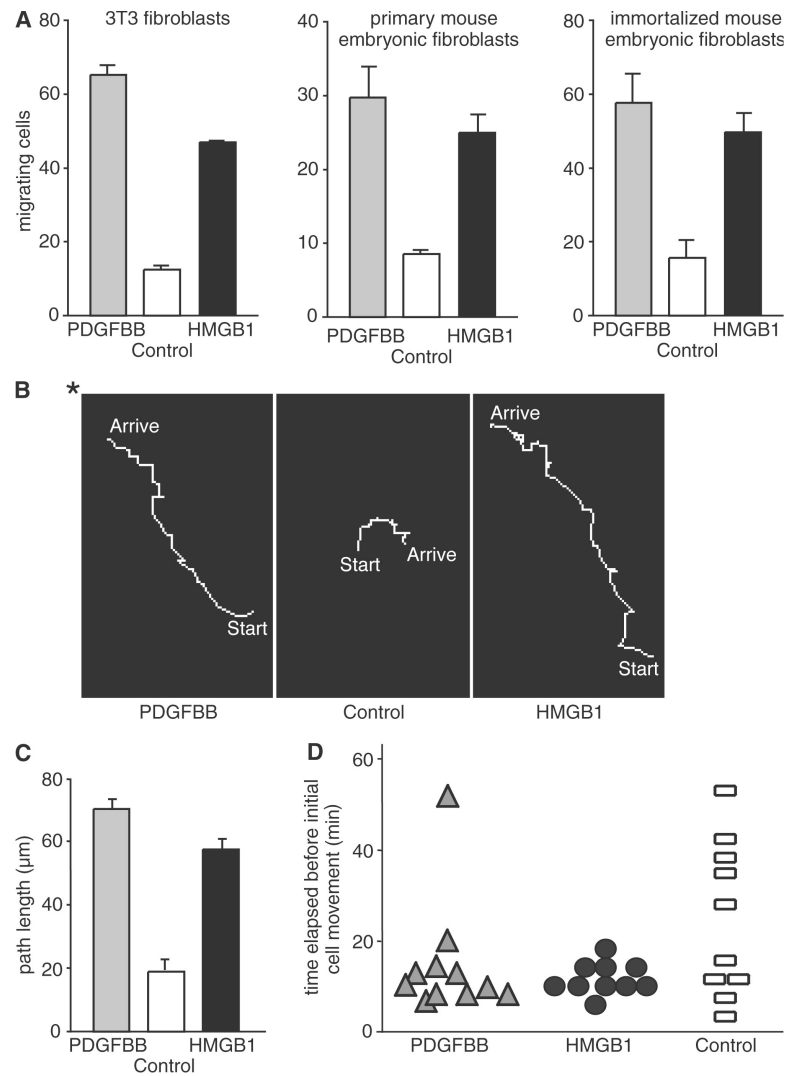 A
3T3 fibroblasts
primary mouse
embryonic fibroblasts
immortalized mouse
embryonic fibroblasts
migrating cells
80
60
40
20
0
PDGFBB
HMGB1
Control
40
30
20
10
0
PDGFBB
HMGB1
Control
80
60
40
20
0
PDGFBB
HMGB1
Control
B
*
Arrive
Start
Start
Arrive
Arrive
Start
PDGFBB
Control
HMGB1
C
path length (µm)
80
60
40
20
0
PDGFBB
HMGB1
Control
D
time elapsed before initial
cell movement (min)
60
40
20
0
PDGFBB
HMGB1
Control